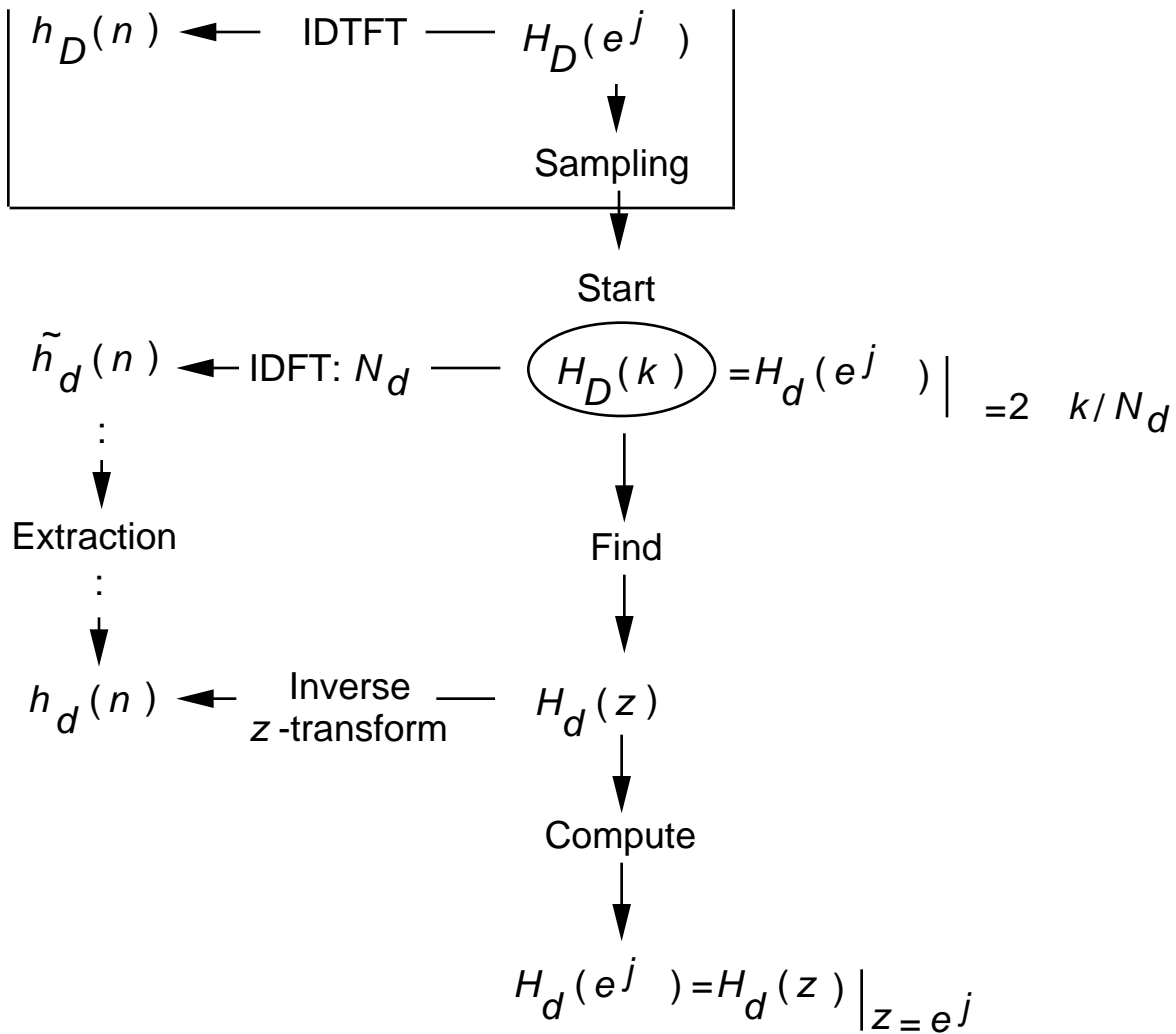 h_D(n) IDTFT H_D(e^j )
Sampling
Start
h̃_d(n) IDFT: N_d H_D(k) =H_d(e^j )| =2 k/N_d
:
Extraction Find
:
h_d(n) Inverse z-transform H_d(z)
Compute
H_d(e^j )=H_d(z)|z=e^j